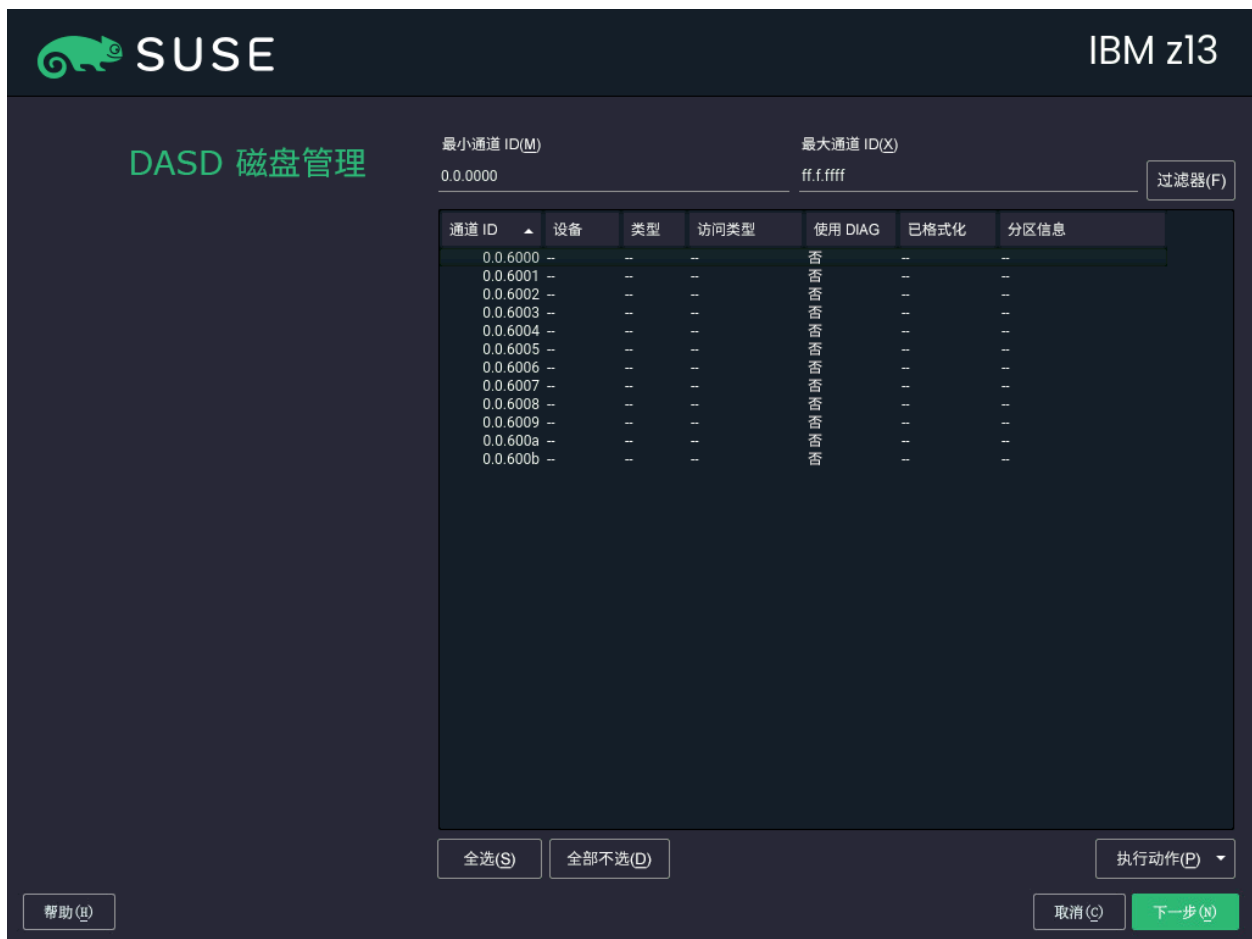 SUSE
IBM z13
DASD 磁盘管理
最小通道 ID(M) 最大通道 ID(X)
0.0.0000 ff.f.ffff 过滤器(F)
通道 ID 设备 类型 访问类型 使用 DIAG 已格式化 分区信息
0.0.6000 -- -- -- 否 -- --
0.0.6001 -- -- -- 否 -- --
0.0.6002 -- -- -- 否 -- --
0.0.6003 -- -- -- 否 -- --
0.0.6004 -- -- -- 否 -- --
0.0.6005 -- -- -- 否 -- --
0.0.6006 -- -- -- 否 -- --
0.0.6007 -- -- -- 否 -- --
0.0.6008 -- -- -- 否 -- --
0.0.6009 -- -- -- 否 -- --
0.0.600a -- -- -- 否 -- --
0.0.600b -- -- -- 否 -- --
全选(S) 全部不选(D) 执行动作(P)
帮助(H) 取消(C) 下一步(N)